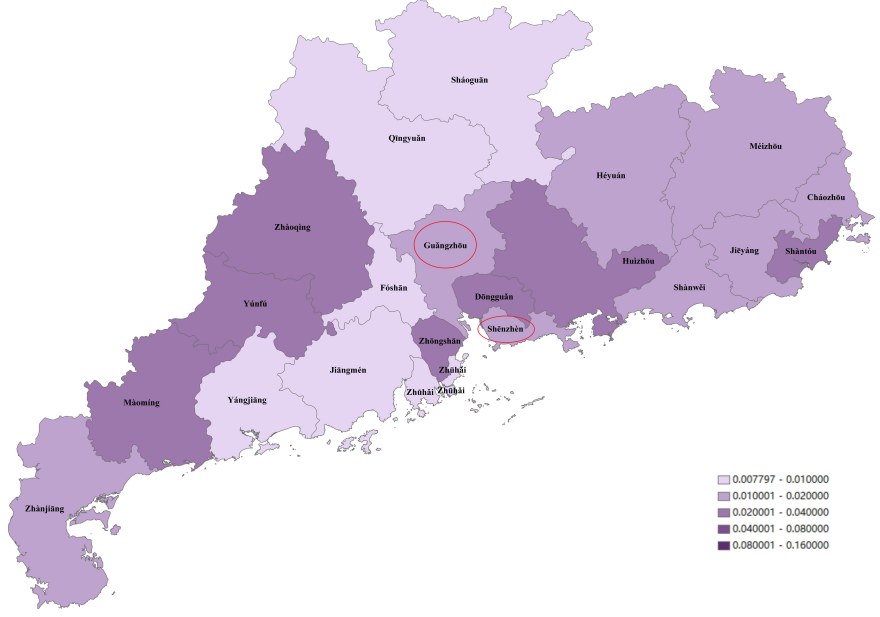 Sháoguān
Qīngyuān
Méizhōu
Héyuán
Cháozhōu
Zhàoqìng
Guǎngzhōu
Jiēyáng
Shàntóu
Huìzhōu
Fóshān
Shànwěi
Dōngguān
Yúnfú
Shēnzhèn
Zhōngshān
Jiāngmén
Zhūhǎi
Zhūhǎi
Zhūhǎi
Yángjiāng
Màomíng
Zhànjiāng
0.007797 - 0.010000
0.010001 - 0.020000
0.020001 - 0.040000
0.040001 - 0.080000
0.080001 - 0.160000